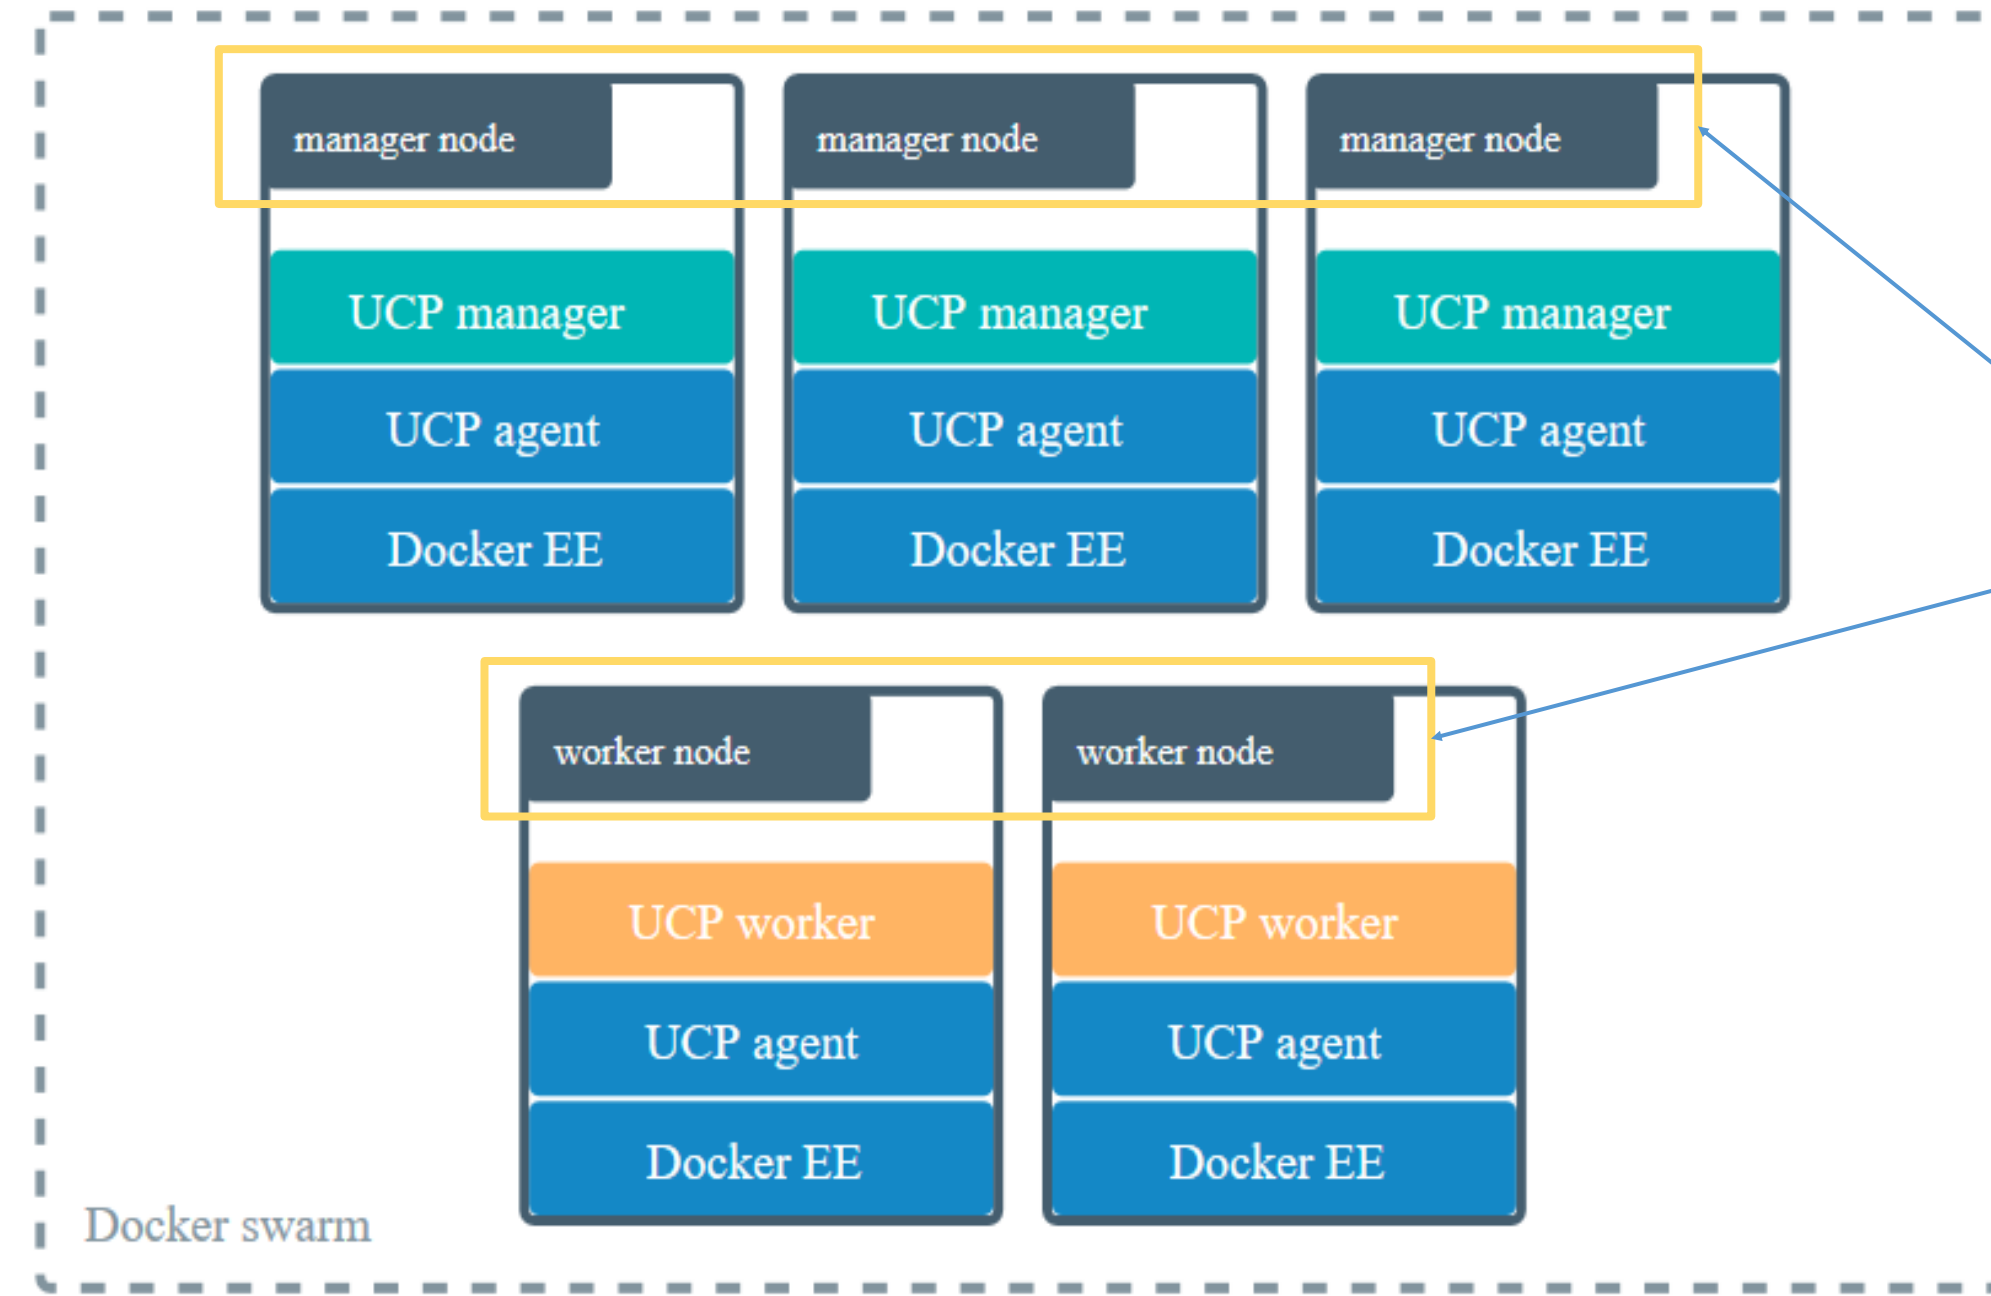 manager node manager node manager node
UCP manager UCP manager UCP manager
UCP agent UCP agent UCP agent
Docker EE Docker EE Docker EE
worker node worker node
UCP worker UCP worker
UCP agent UCP agent
Docker EE Docker EE
Docker swarm